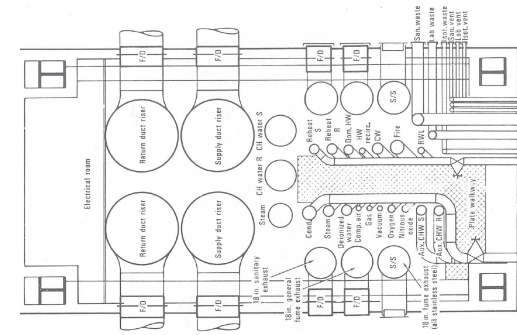 San. waste
Lab. waste
Isot. waste
San. vent
Lab. vent
Isot. vent
F/D
F/D
F/D
F/D
Electrical room
Return duct riser
Supply duct riser
CH water S
CH water R
Steam
Return duct riser
Supply duct riser
Reheat
S
Reheat
R
Dom. HW
HW
recirc.
CW
Fire
S/S
RWL
Cond.
Steam
Deionized
water
Comp. air
Gas
Vacuum
Oxygen
Nitrous
oxide
Aux. CHW S
Aux. CHW R
Plate walkway
S/S
F/D
F/D
F/D
F/D
18 in. sanitary
exhaust
18 in. general
fume exhaust
18 in. fume exhaust
(all stainless steel)